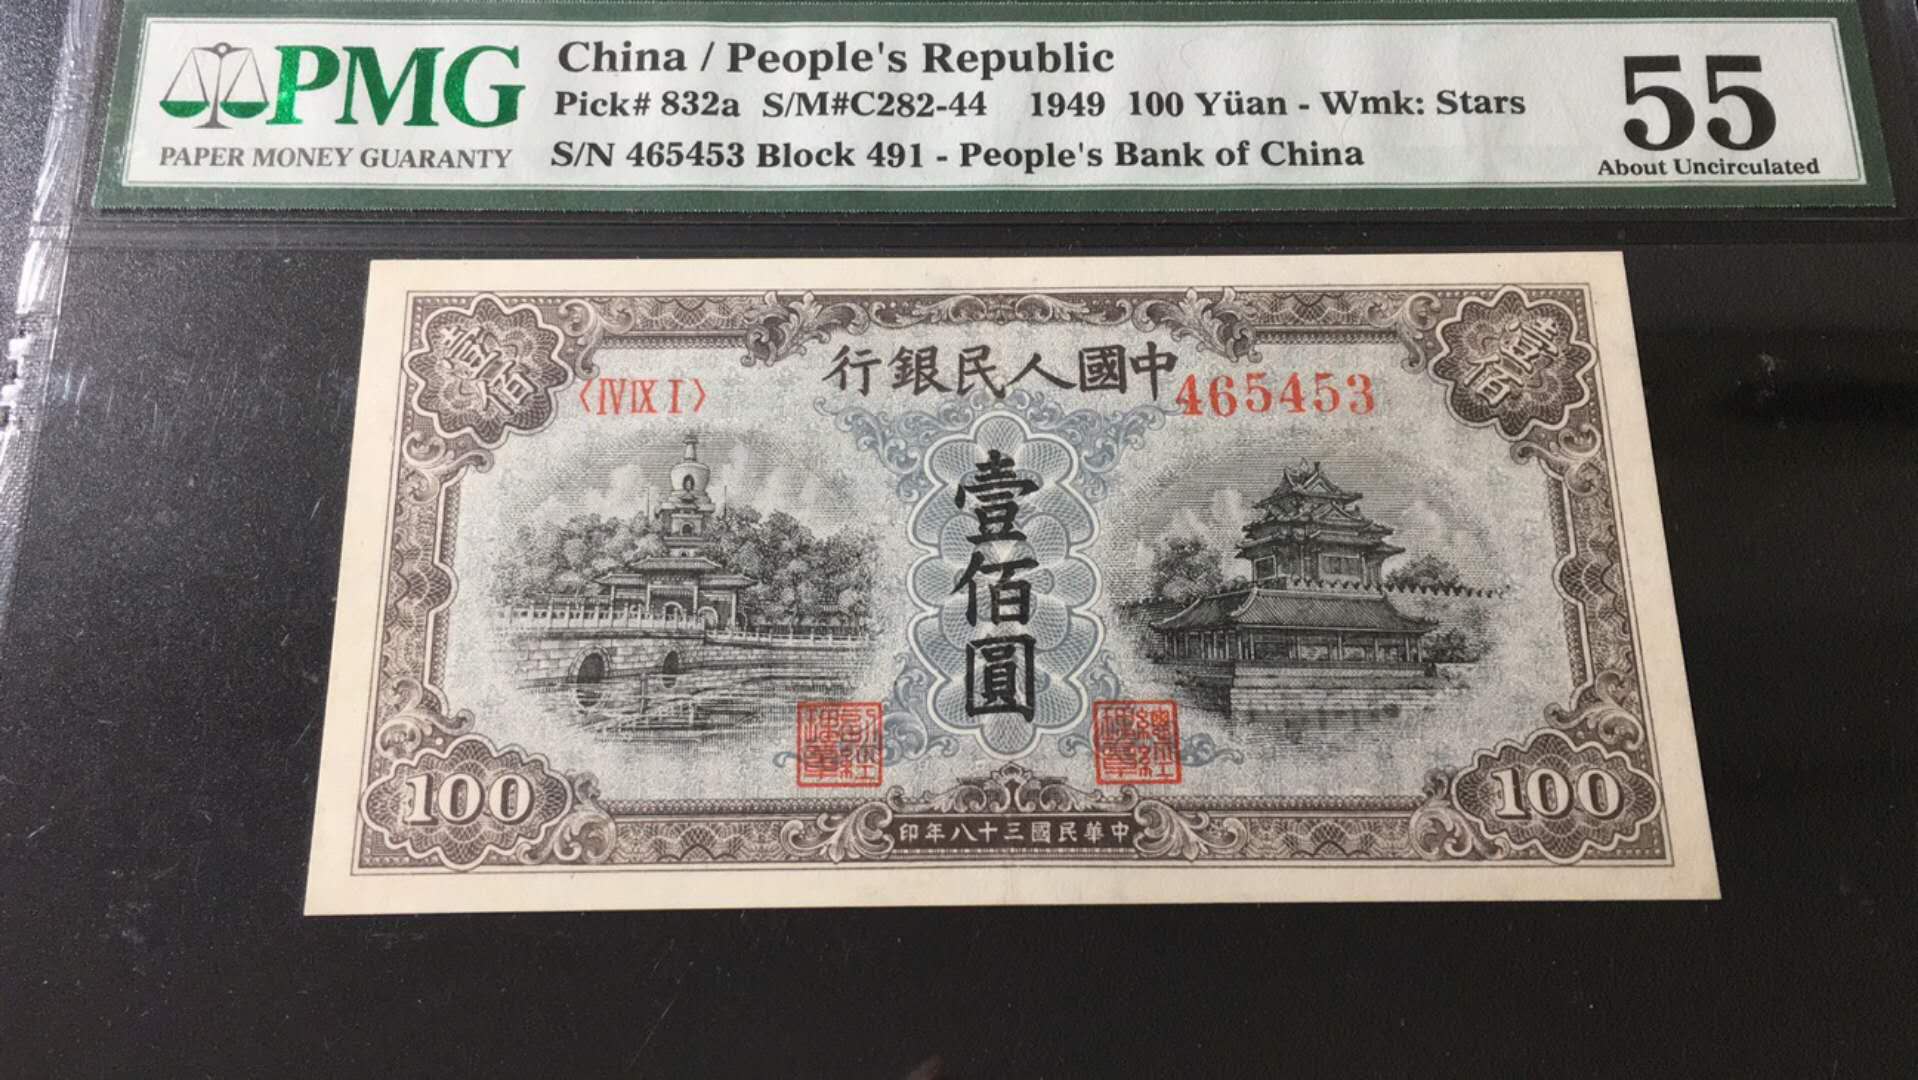 PMG
PAPER MONEY GUARANTY
China / People's Republic
Pick# 832a S/M#C282-44 1949 100 Yüan - Wmk: Stars
S/N 465453 Block 491 - People's Bank of China
55
About Uncirculated
壹佰
壹佰
行銀民人國中
〈IV IX I〉
465453
壹佰圓
100
100
印年八十三國民華中